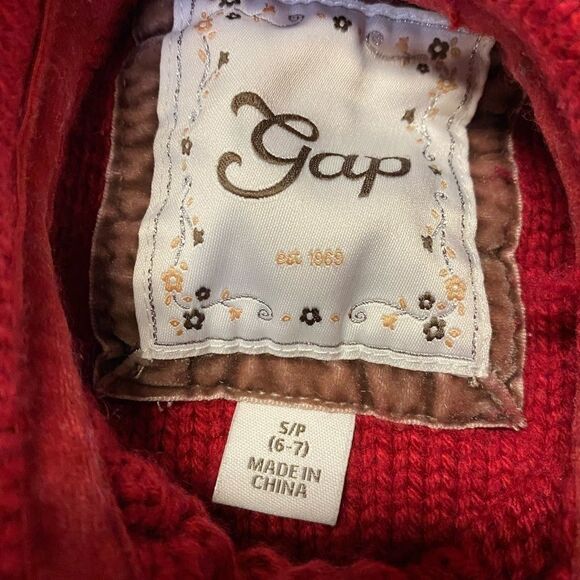 Gap
est 1969
S/P
(6-7)
MADE IN
CHINA